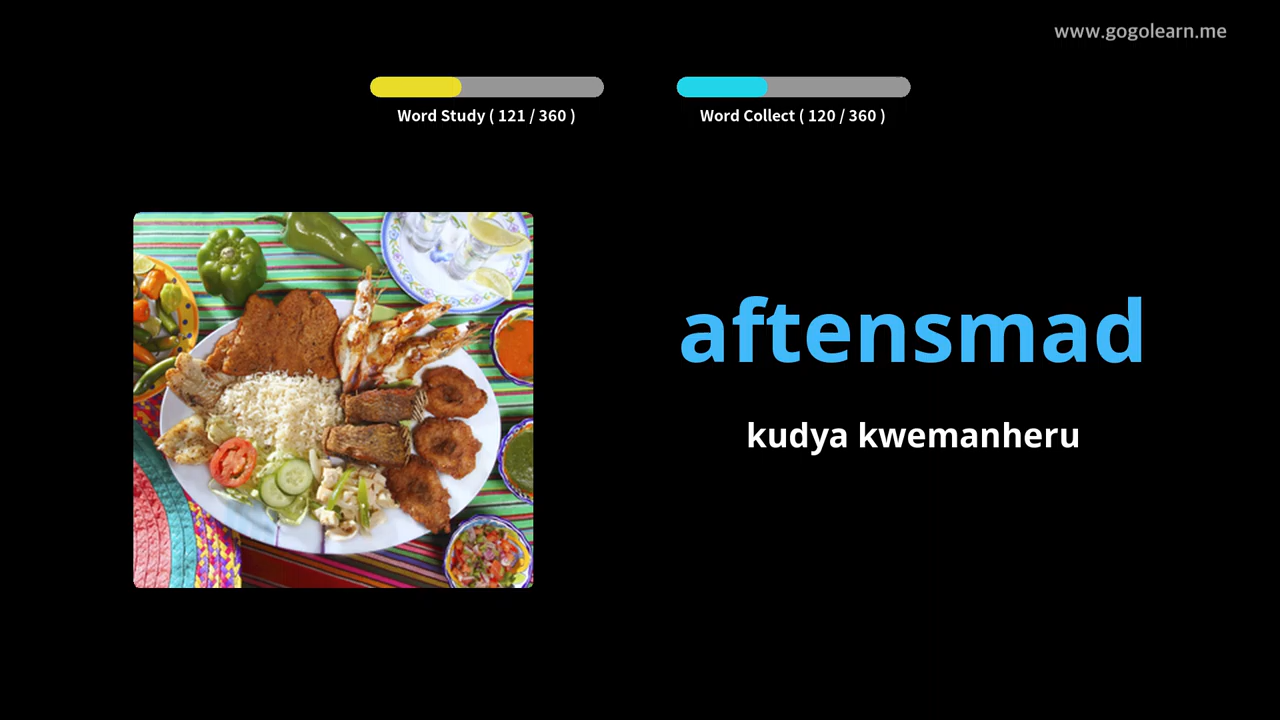 www.gogolearn.me
Word Study ( 121 / 360 )
Word Collect ( 120 / 360 )
aftensmad
kudya kwemanheru